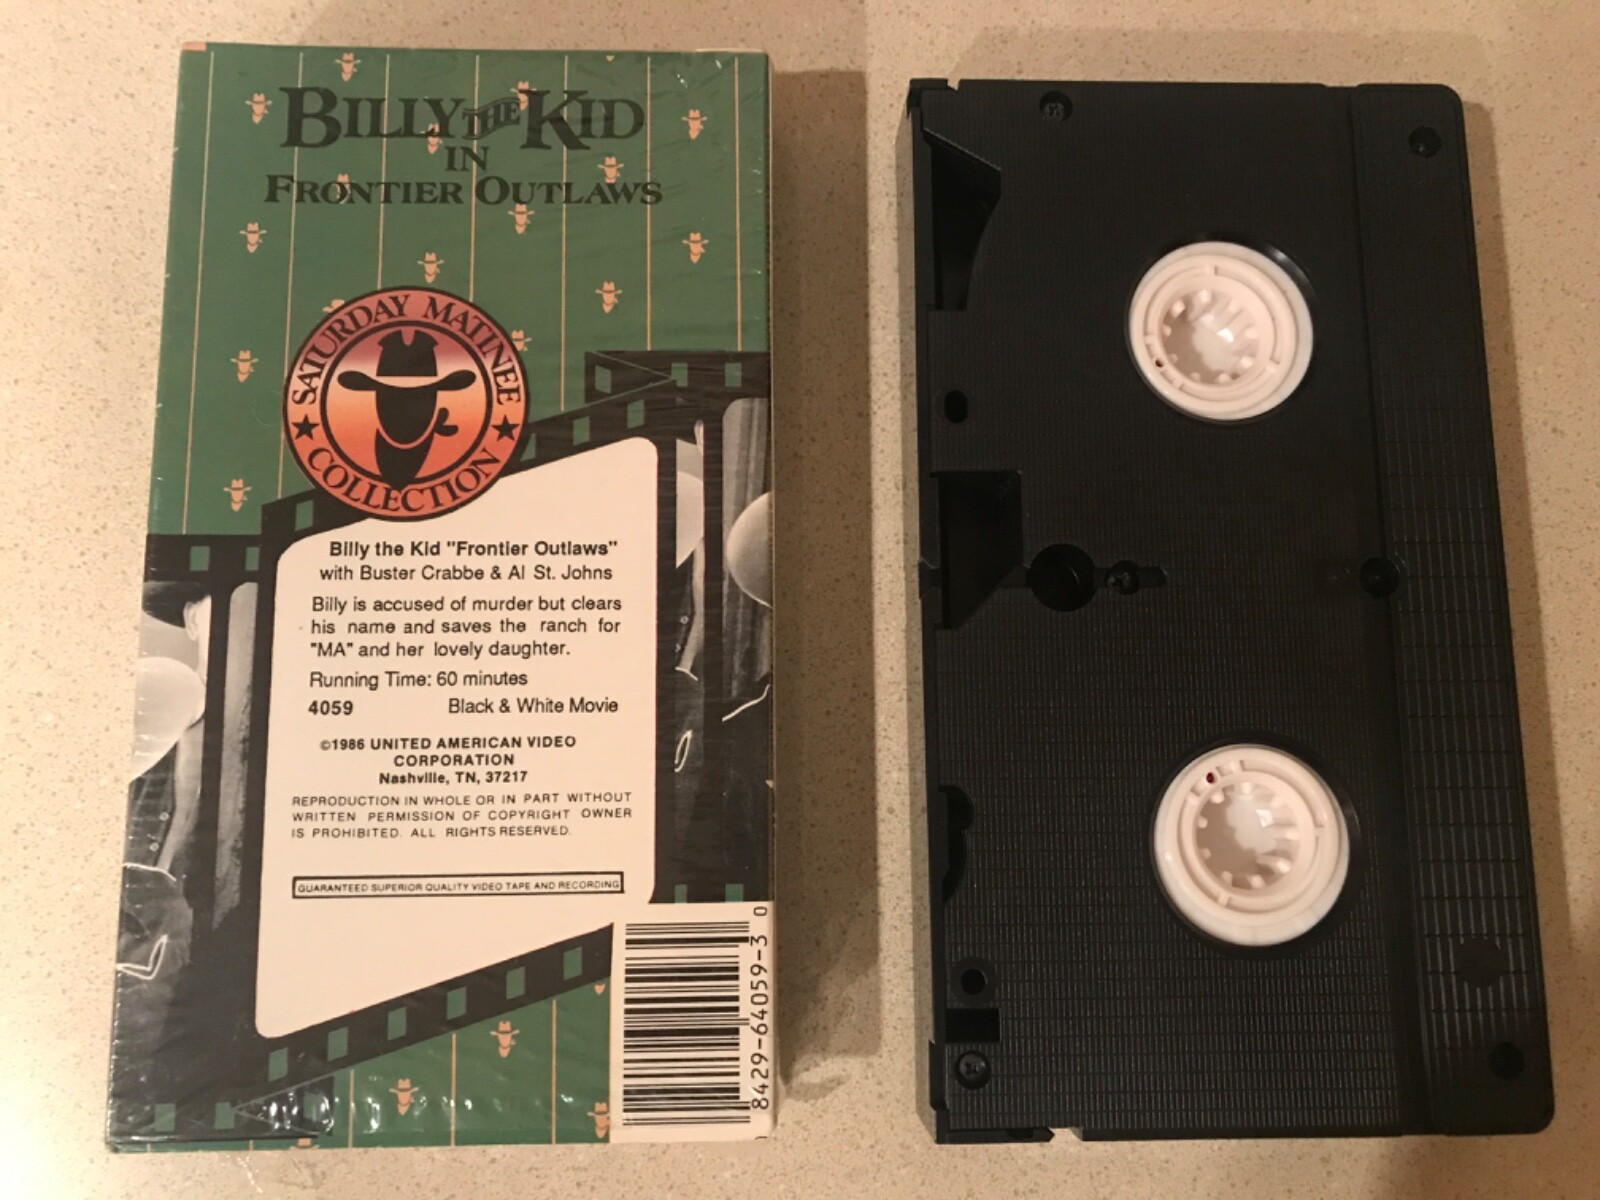 BILLY THE KID
IN
FRONTIER OUTLAWS
SATURDAY MATINEE
COLLECTION
Billy the Kid "Frontier Outlaws"
with Buster Crabbe & Al St. Johns
Billy is accused of murder but clears
his name and saves the ranch for
"MA" and her lovely daughter.
Running Time: 60 minutes
4059 Black & White Movie
©1986 UNITED AMERICAN VIDEO
CORPORATION
Nashville, TN, 37217
REPRODUCTION IN WHOLE OR IN PART WITHOUT
WRITTEN PERMISSION OF COPYRIGHT OWNER
IS PROHIBITED. ALL RIGHTS RESERVED.
GUARANTEED SUPERIOR QUALITY VIDEO TAPE AND RECORDING
8429-64059-3 0